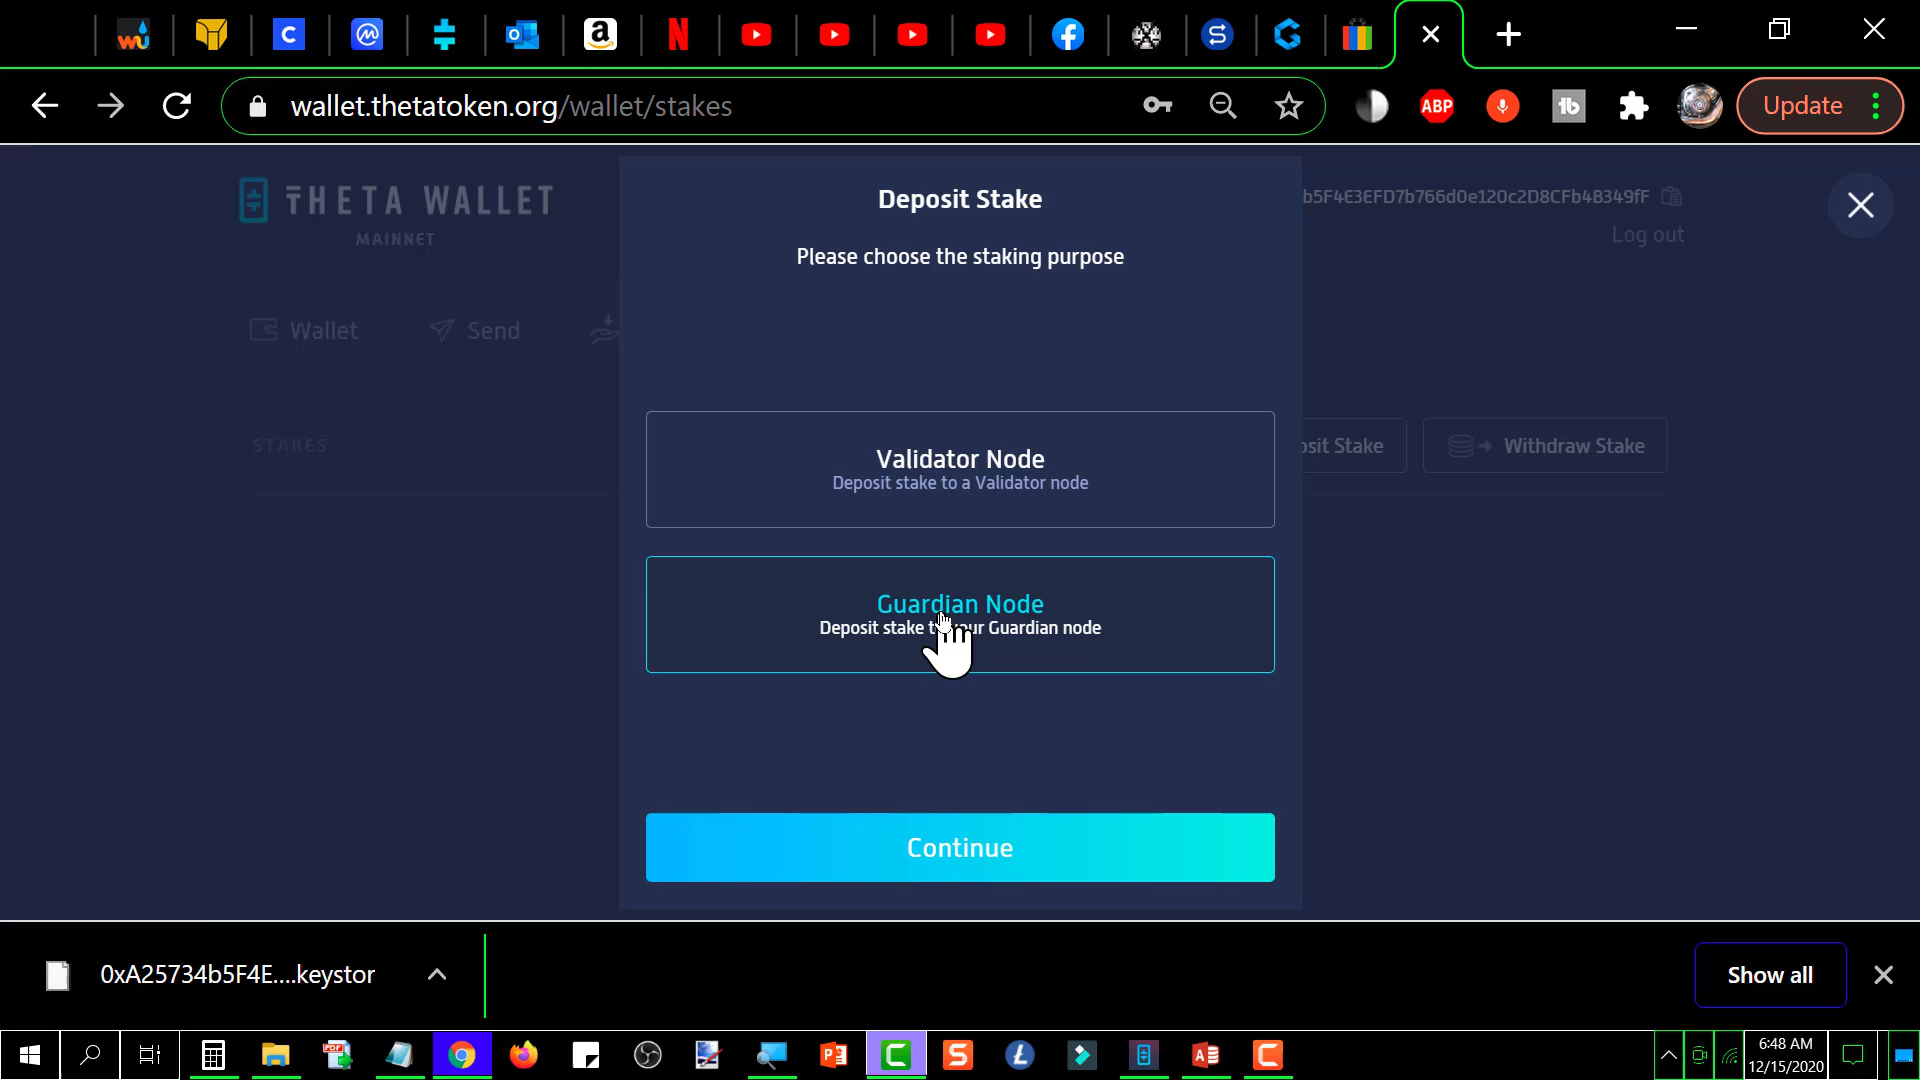 wallet.thetatoken.org/wallet/stakes
ABP
Update
THETA WALLET
MAINNET
b5F4E3EFD7b766d0e120c2D8CFb4B349fF
Log out
Deposit Stake
Please choose the staking purpose
Wallet
Send
STAKES
osit Stake
Withdraw Stake
Validator Node
Deposit stake to a Validator node
Guardian Node
Deposit stake your Guardian node
Continue
0xA25734b5F4E....keystor
Show all
6:48 AM
12/15/2020